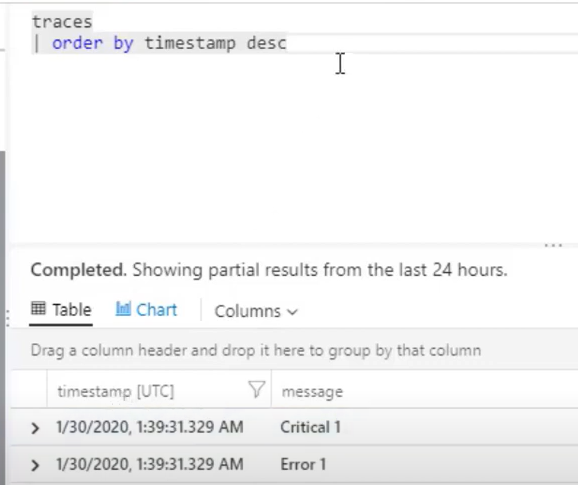 traces
| order by timestamp desc
...
Completed. Showing partial results from the last 24 hours.
Table Chart Columns
Drag a column header and drop it here to group by that column
timestamp [UTC] message
1/30/2020, 1:39:31.329 AM Critical 1
1/30/2020, 1:39:31.329 AM Error 1